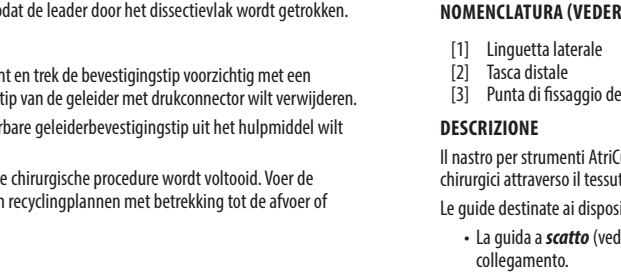 dat de leader door het dissectievlak wordt getrokken.
nt en trek de bevestigingstip voorzichtig met een
tip van de geleider met drukconnector wilt verwijderen.
rbare geleiderbevestigingstip uit het hulpmiddel wilt
e chirurgische procedure wordt voltooid. Voer de
n recyclingplannen met betrekking tot de afvoer of
NOMENCLATURA (VEDER
[1] Linguetta laterale
[2] Tasca distale
[3] Punta di fissaggio de
DESCRIZIONE
Il nastro per strumenti AtriC
chirurgici attraverso il tessut
Le guide destinate ai disposi
• La guida a scatto (ved
collegamento.